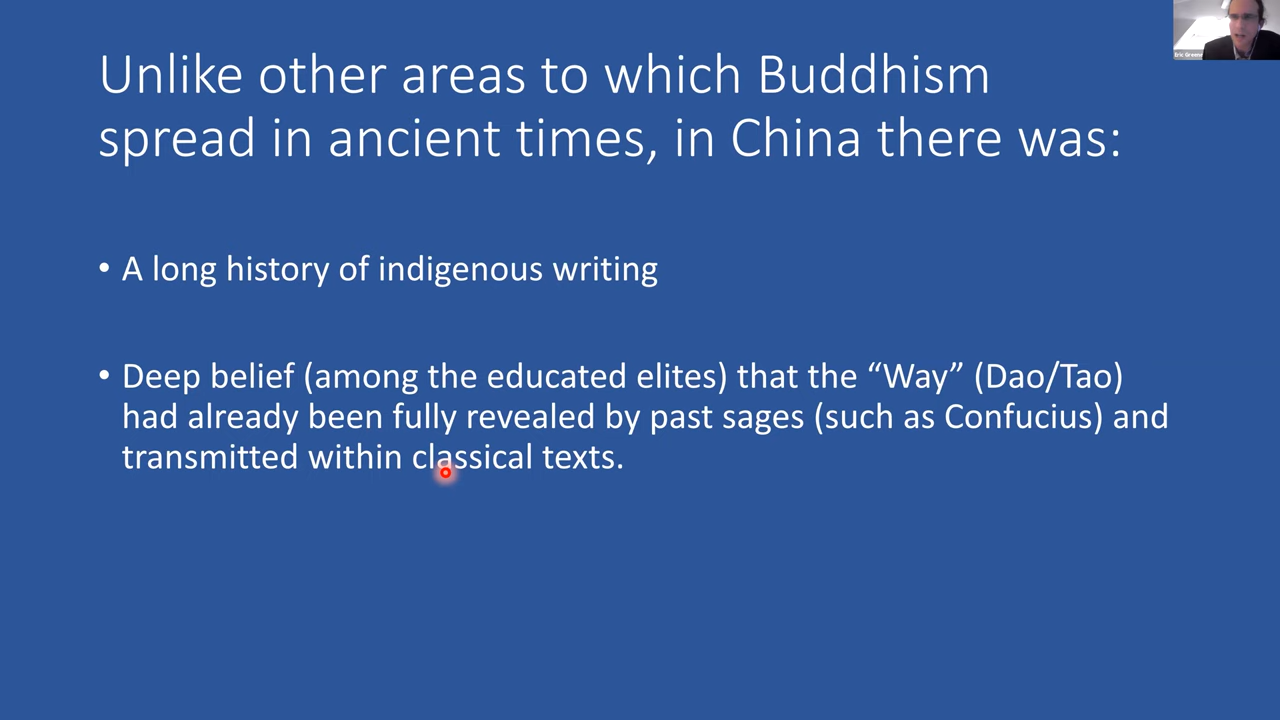 Eric Greene
Unlike other areas to which Buddhism
spread in ancient times, in China there was:
• A long history of indigenous writing
• Deep belief (among the educated elites) that the “Way” (Dao/Tao)
had already been fully revealed by past sages (such as Confucius) and
transmitted within classical texts.